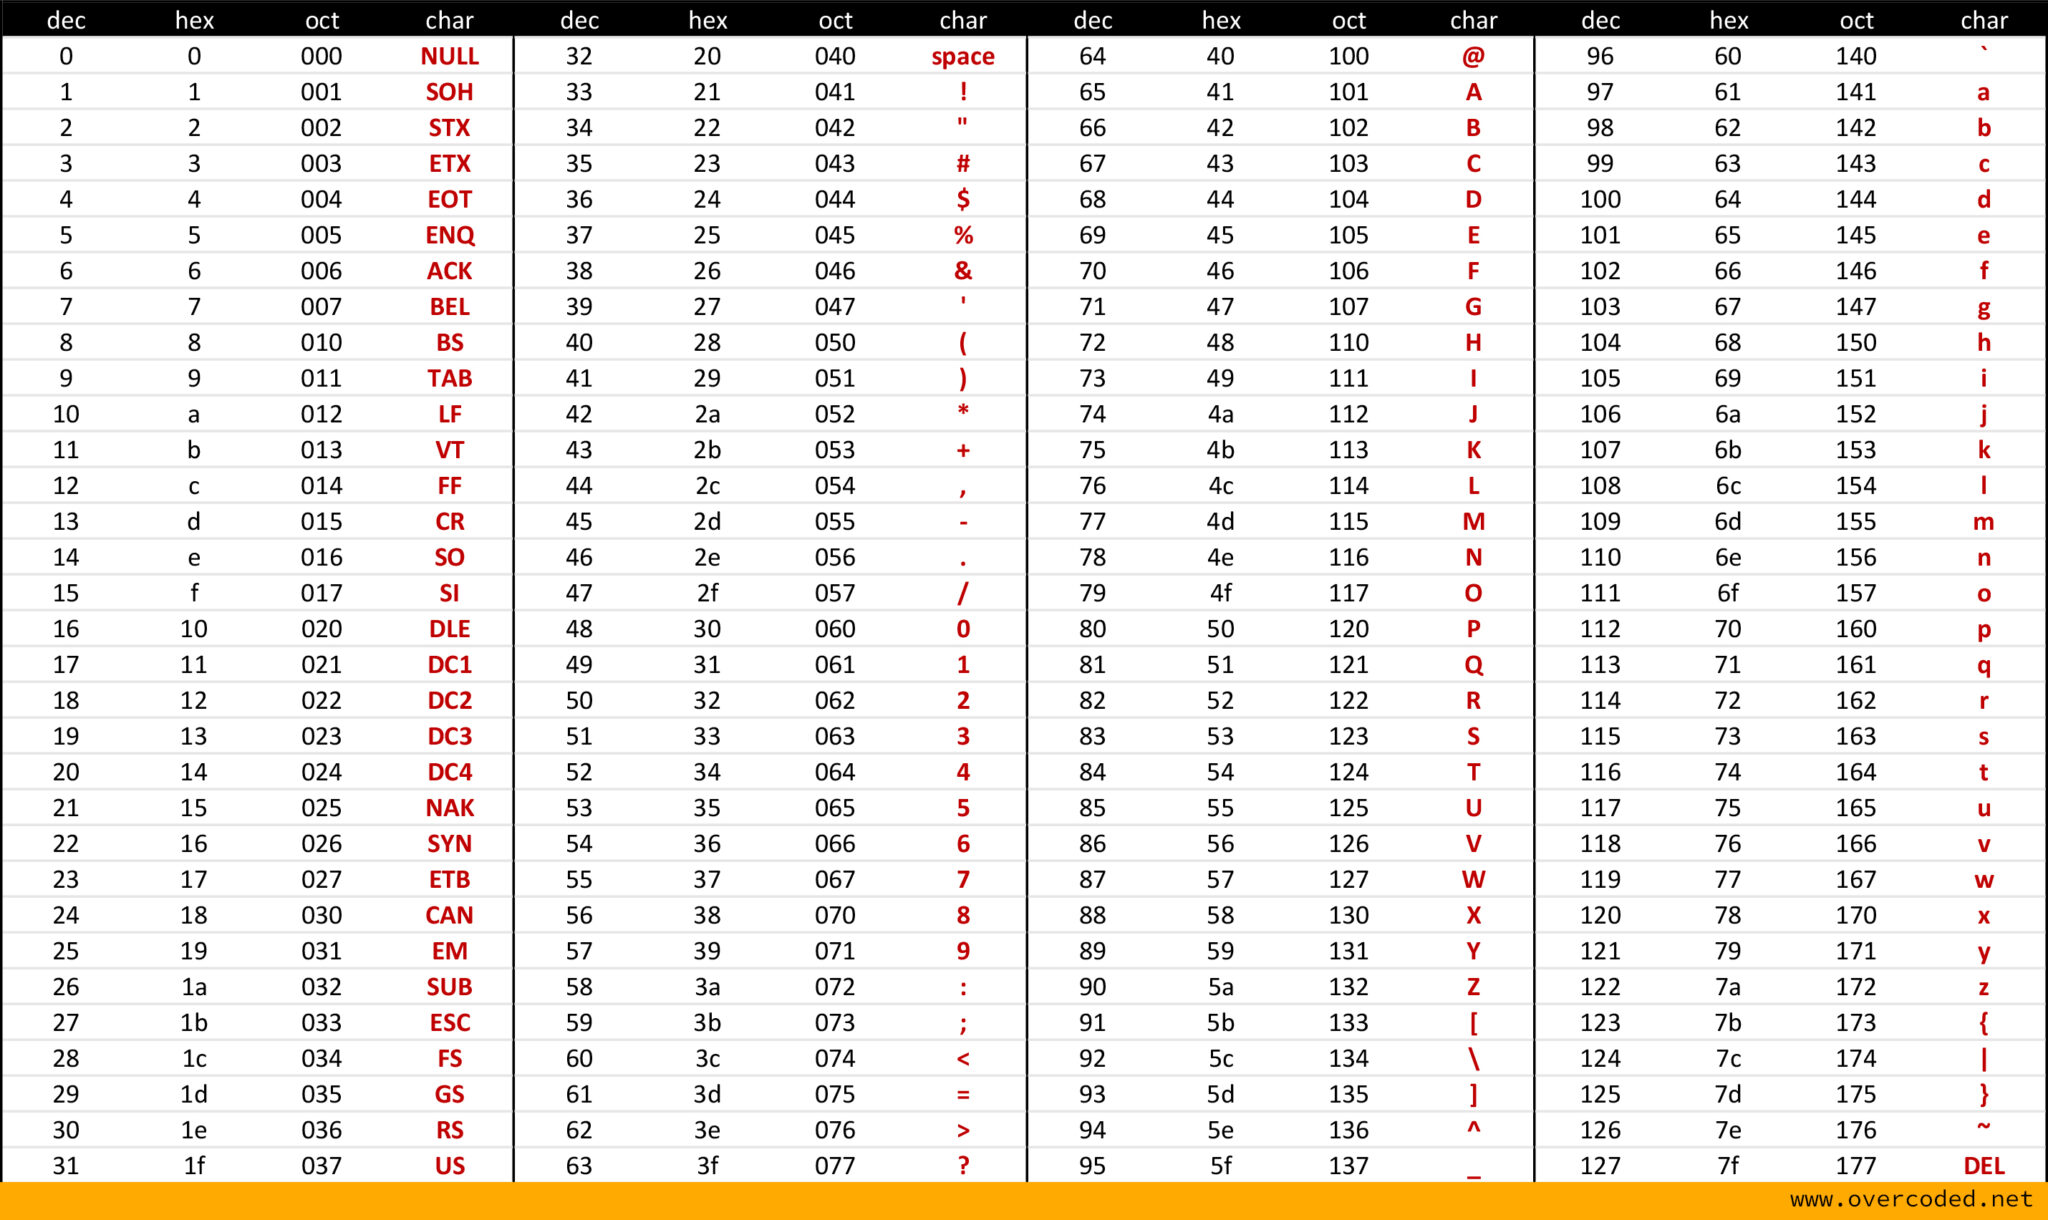 dec hex oct char dec hex oct char dec hex oct char dec hex oct char
0 0 000 NULL 32 20 040 space 64 40 100 @ 96 60 140 `
1 1 001 SOH 33 21 041 ! 65 41 101 A 97 61 141 a
2 2 002 STX 34 22 042 " 66 42 102 B 98 62 142 b
3 3 003 ETX 35 23 043 # 67 43 103 C 99 63 143 c
4 4 004 EOT 36 24 044 $ 68 44 104 D 100 64 144 d
5 5 005 ENQ 37 25 045 % 69 45 105 E 101 65 145 e
6 6 006 ACK 38 26 046 & 70 46 106 F 102 66 146 f
7 7 007 BEL 39 27 047 ' 71 47 107 G 103 67 147 g
8 8 010 BS 40 28 050 ( 72 48 110 H 104 68 150 h
9 9 011 TAB 41 29 051 ) 73 49 111 I 105 69 151 i
10 a 012 LF 42 2a 052 * 74 4a 112 J 106 6a 152 j
11 b 013 VT 43 2b 053 + 75 4b 113 K 107 6b 153 k
12 c 014 FF 44 2c 054 , 76 4c 114 L 108 6c 154 l
13 d 015 CR 45 2d 055 - 77 4d 115 M 109 6d 155 m
14 e 016 SO 46 2e 056 . 78 4e 116 N 110 6e 156 n
15 f 017 SI 47 2f 057 / 79 4f 117 O 111 6f 157 o
16 10 020 DLE 48 30 060 0 80 50 120 P 112 70 160 p
17 11 021 DC1 49 31 061 1 81 51 121 Q 113 71 161 q
18 12 022 DC2 50 32 062 2 82 52 122 R 114 72 162 r
19 13 023 DC3 51 33 063 3 83 53 123 S 115 73 163 s
20 14 024 DC4 52 34 064 4 84 54 124 T 116 74 164 t
21 15 025 NAK 53 35 065 5 85 55 125 U 117 75 165 u
22 16 026 SYN 54 36 066 6 86 56 126 V 118 76 166 v
23 17 027 ETB 55 37 067 7 87 57 127 W 119 77 167 w
24 18 030 CAN 56 38 070 8 88 58 130 X 120 78 170 x
25 19 031 EM 57 39 071 9 89 59 131 Y 121 79 171 y
26 1a 032 SUB 58 3a 072 : 90 5a 132 Z 122 7a 172 z
27 1b 033 ESC 59 3b 073 ; 91 5b 133 [ 123 7b 173 {
28 1c 034 FS 60 3c 074 < 92 5c 134 \ 124 7c 174 |
29 1d 035 GS 61 3d 075 = 93 5d 135 ] 125 7d 175 }
30 1e 036 RS 62 3e 076 > 94 5e 136 ^ 126 7e 176 ~
31 1f 037 US 63 3f 077 ? 95 5f 137 _ 127 7f 177 DEL
www.overcoded.net